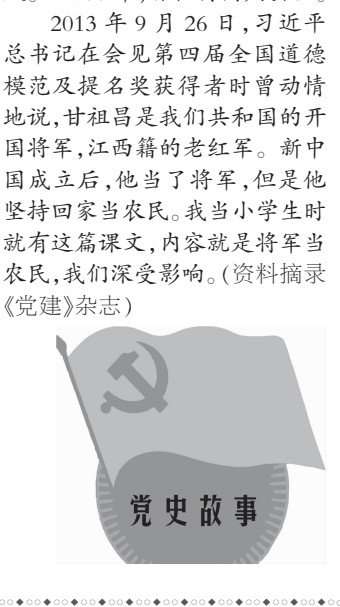 2013 年 9 月 26 日，习近平
总书记在会见第四届全国道德
模范及提名奖获得者时曾动情
地说，甘祖昌是我们共和国的开
国将军，江西籍的老红军。新中
国成立后，他当了将军，但是他
坚持回家当农民。我当小学生时
就有这篇课文，内容就是将军当
农民，我们深受影响。（资料摘录
《党建》杂志）
党史故事